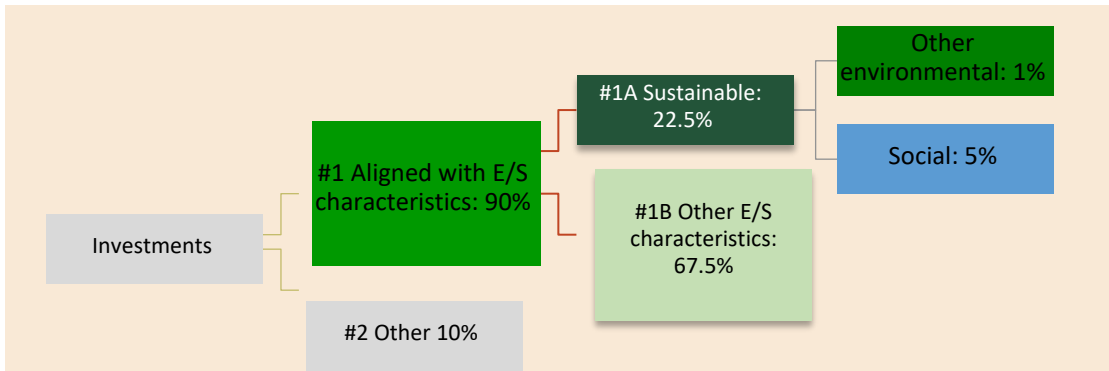 Investments
#1 Aligned with E/S
characteristics: 90%
#2 Other 10%
#1A Sustainable:
22.5%
#1B Other E/S
characteristics:
67.5%
Other
environmental: 1%
Social: 5%